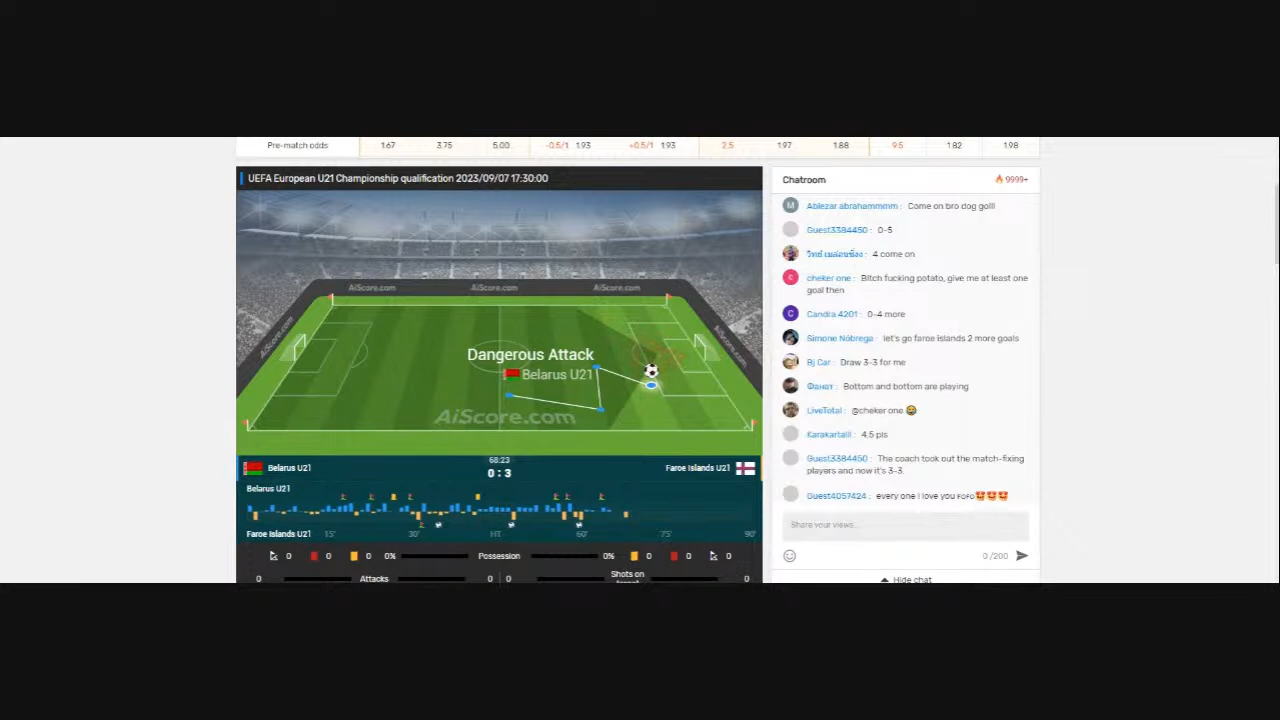 Pre-match odds 1.67 3.75 5.00 -0.5/1 1.93 +0.5/1 1.93 2.5 1.97 1.88 9.5 1.82 1.98
UEFA European U21 Championship qualification 2023/09/07 17:30:00
AiScore.com AiScore.com AiScore.com
AiScore.com
AiScore.com
Dangerous Attack
Belarus U21
AiScore.com
68:23
Belarus U21 0 : 3 Faroe Islands U21
Belarus U21
Faroe Islands U21 15' 30' HT 60' 75' 90'
0 0 0 0% Possession 0% 0 0 0
0 Attacks 0 0 Shots on 0
Chatroom 9999+
M Ablezar abrahammmm : Come on bro dog golll
Guest3384450 : 0-5
4 come on
C cheker one : Bitch fucking potato, give me at least one
goal then
C Candra 4201 : 0-4 more
Simone Nóbrega : let's go faroe islands 2 more goals
Bj Car : Draw 3-3 for me
Фанат : Bottom and bottom are playing
LiveTotal : @cheker one 😂
Karakartalll : 4,5 pls
Guest3384450 : The coach took out the match-fixing
players and now it's 3-3.
Guest4057424 : every one I love you 🥰🥰🥰
Share your views...
0 /200
Hide chat